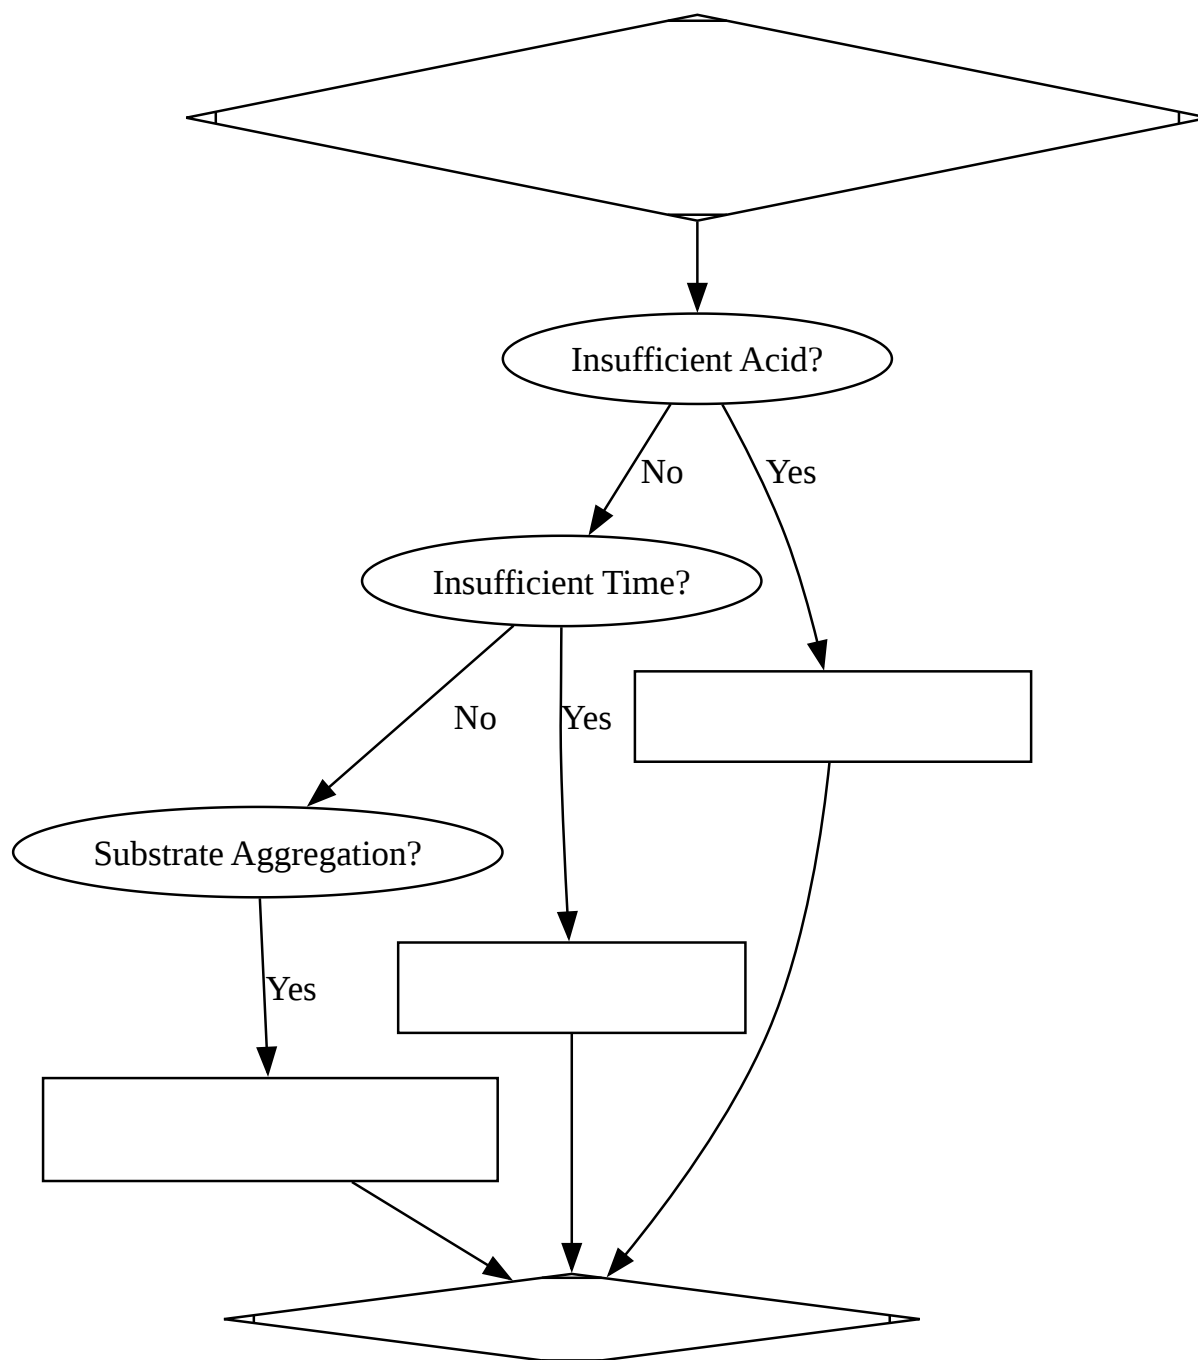 Insufficient Acid?
No
Yes
Insufficient Time?
No
Yes
Substrate Aggregation?
Yes